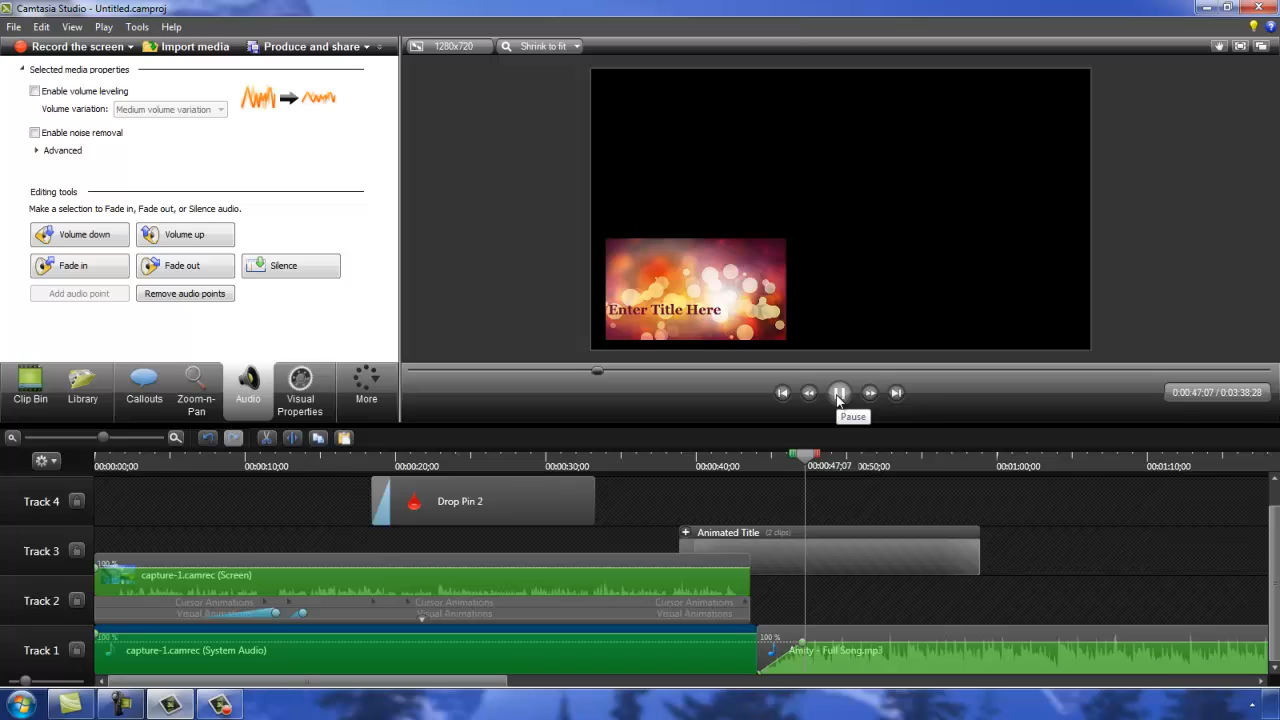 Camtasia Studio - Untitled.camproj
File Edit View Play Tools Help
Record the screen Import media Produce and share
1280x720 Shrink to fit
Selected media properties
Enable volume leveling
Volume variation: Medium volume variation
Enable noise removal
Advanced
Editing tools
Make a selection to Fade in, Fade out, or Silence audio.
Volume down Volume up
Fade in Fade out Silence
Add audio point Remove audio points
Enter Title Here
Clip Bin Library Callouts Zoom-n-Pan Audio Visual Properties More
0:00:47;07 / 0:03:38;28
Pause
00:00:00;00 00:00:10;00 00:00:20;00 00:00:30;00 00:00:40;00 00:00:47;07 00:50;00 00:01:00;00 00:01:10;00
Track 4 Drop Pin 2
Track 3 Animated Title (2 clips)
100 %
capture-1.camrec (Screen)
Track 2 Cursor Animations Cursor Animations Cursor Animations
Visual Animations Visual Animations Visual Animations
100 % 100 %
Track 1 capture-1.camrec (System Audio) Amity - Full Song.mp3